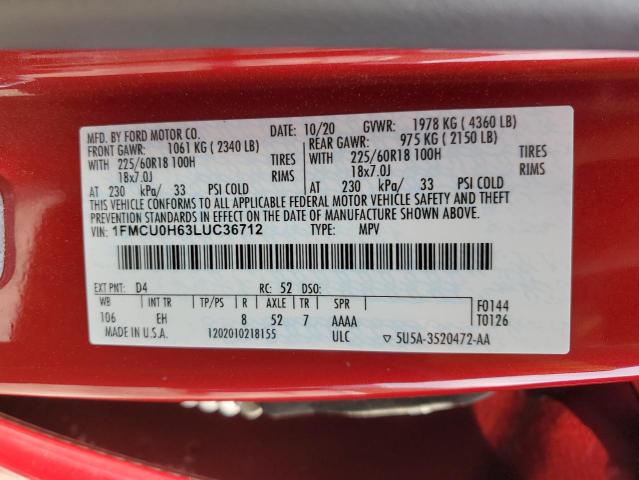 MFD. BY FORD MOTOR CO. 10/20 GVWR: 1978 KG ( 4360 LB)
FRONT GAWR: 1061 KG ( 2340 LB) REAR GAWR: 975 KG ( 2150 LB)
WITH 225/60R18 100H TIRES WITH 225/60R18 100H TIRES
18x7.0J RIMS 18x7.0J RIMS
AT 230 kPa/ 33 PSI COLD AT 230 kPa/ 33 PSI COLD
THIS VEHICLE CONFORMS TO ALL APPLICABLE FEDERAL MOTOR VEHICLE SAFETY AND THEFT
PREVENTION STANDARDS IN EFFECT ON THE DATE OF MANUFACTURE SHOWN ABOVE.
VIN: 1FMCU0H63LUC36712 TYPE: MPV
EXT PNT: D4 RC: 52 DSO:
WB INT TR TP/PS R AXLE TR SPR F0144
106 EH 8 52 7 AAAA T0126
MADE IN U.S.A. 1202010218155 ULC ▽ 5U5A-3520472-AA